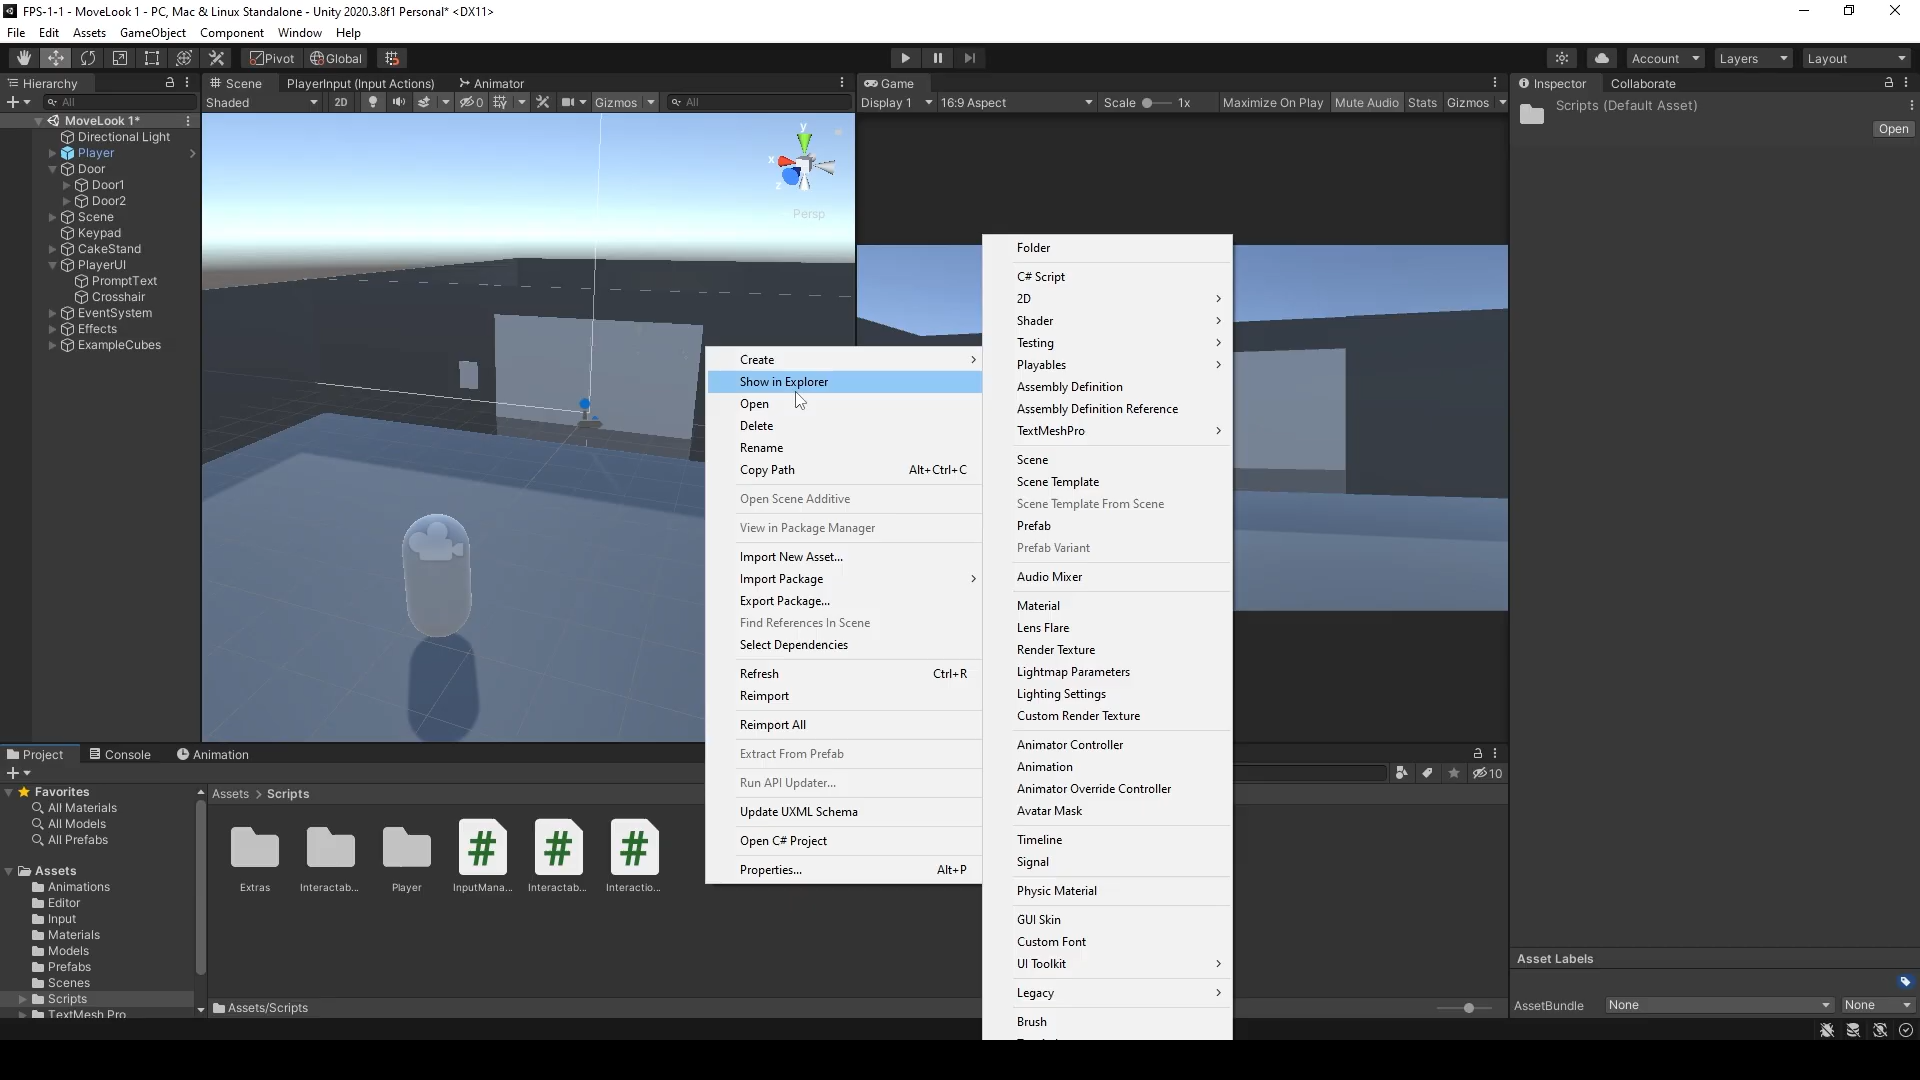 FPS-1-1 - MoveLook 1 - PC, Mac & Linux Standalone - Unity 2020.3.8f1 Personal* <DX11>
File Edit Assets GameObject Component Window Help
Pivot Global Account Layers Layout
Hierarchy Scene PlayerInput (Input Actions) Animator Game Inspector Collaborate
All Shaded 2D 0 Gizmos All Display 1 16:9 Aspect Scale 1x Maximize On Play Mute Audio Stats Gizmos Scripts (Default Asset)
Open
MoveLook 1*
Directional Light
Player
Door
Door1
Door2
Scene
Keypad
CakeStand
PlayerUI
PromptText
Crosshair
EventSystem
Effects
ExampleCubes
y
x
z
Persp
Create
Show in Explorer
Open
Delete
Rename
Copy Path Alt+Ctrl+C
Open Scene Additive
View in Package Manager
Import New Asset...
Import Package
Export Package...
Find References In Scene
Select Dependencies
Refresh Ctrl+R
Reimport
Reimport All
Extract From Prefab
Run API Updater...
Update UXML Schema
Open C# Project
Properties... Alt+P
Folder
C# Script
2D
Shader
Testing
Playables
Assembly Definition
Assembly Definition Reference
TextMeshPro
Scene
Scene Template
Scene Template From Scene
Prefab
Prefab Variant
Audio Mixer
Material
Lens Flare
Render Texture
Lightmap Parameters
Lighting Settings
Custom Render Texture
Animator Controller
Animation
Animator Override Controller
Avatar Mask
Timeline
Signal
Physic Material
GUI Skin
Custom Font
UI Toolkit
Legacy
Brush
Project Console Animation
10
Favorites
All Materials
All Models
All Prefabs
Assets
Animations
Editor
Input
Materials
Models
Prefabs
Scenes
Scripts
TextMesh Pro
Assets > Scripts
Extras Interactab... Player InputMana... Interactab... Interactio...
Assets/Scripts
Asset Labels
AssetBundle None None